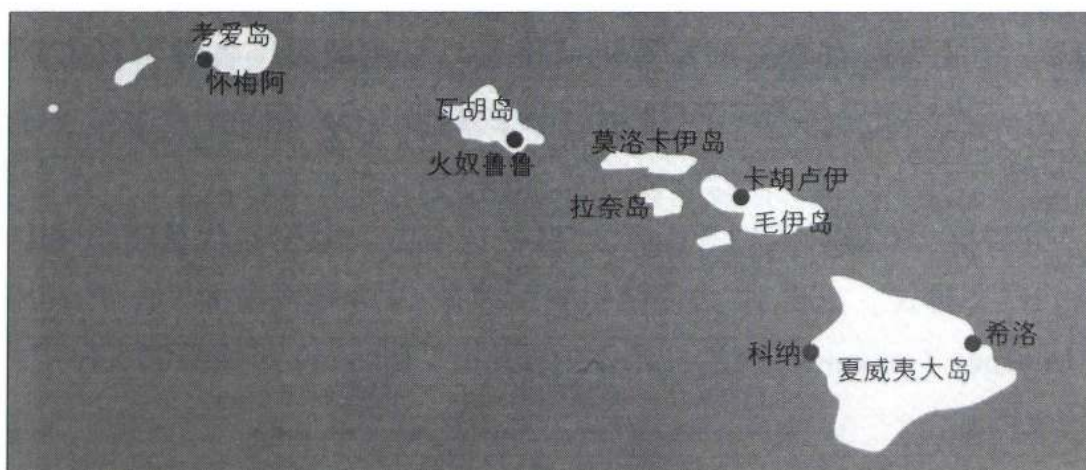 考爱岛
怀梅阿
瓦胡岛
火奴鲁鲁
莫洛卡伊岛
拉奈岛
卡胡卢伊
毛伊岛
科纳
希洛
夏威夷大岛